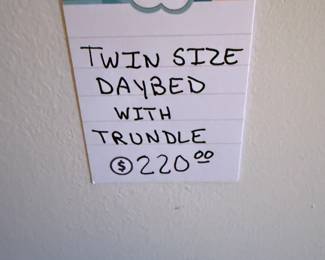 TWIN SIZE
DAYBED
WITH
TRUNDLE
$220.00